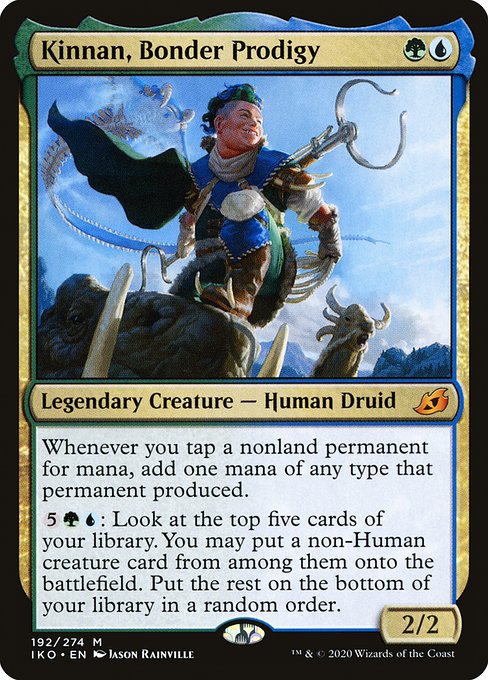 Kinnan, Bonder Prodigy
Legendary Creature — Human Druid
Whenever you tap a nonland permanent
for mana, add one mana of any type that
permanent produced.
5: Look at the top five cards of
your library. You may put a non-Human
creature card from among them onto the
battlefield. Put the rest on the bottom of
your library in a random order.
2/2
192/274 M
IKO • EN Jason Rainville
™ & © 2020 Wizards of the Coast